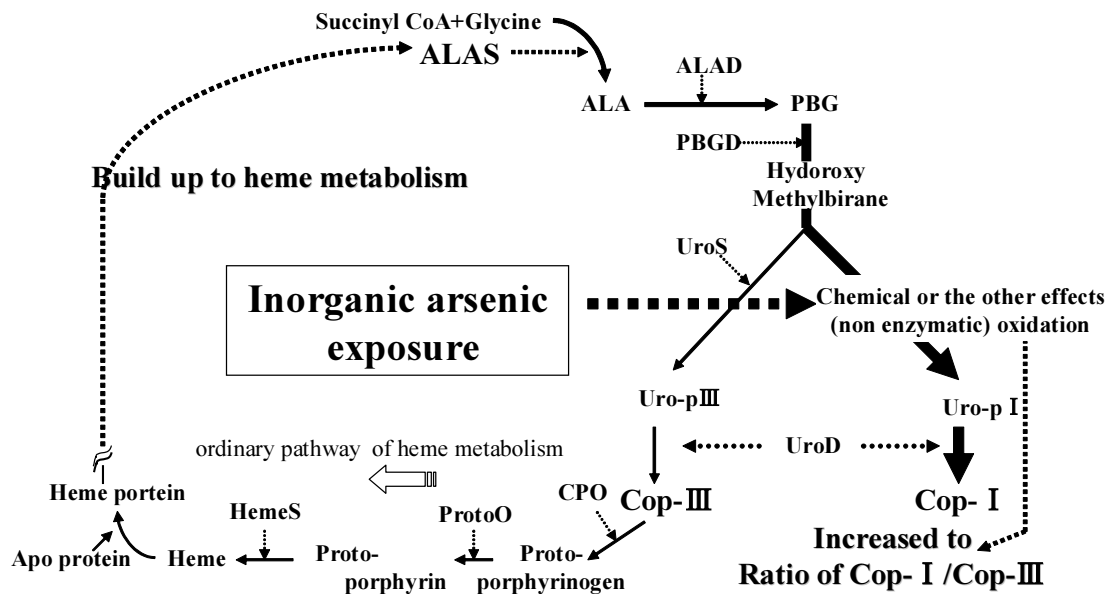 Succinyl CoA+Glycine
ALAS
ALAD
ALA
PBG
PBGD
Hydoroxy
Methylbirane
Build up to heme metabolism
UroS
Inorganic arsenic
exposure
Chemical or the other effects
(non enzymatic) oxidation
Uro-pⅢ
Uro-pⅠ
ordinary pathway of heme metabolism
UroD
Heme portein
CPO
Cop-Ⅲ
Cop-Ⅰ
HemeS
ProtoO
Apo protein
Heme
Proto-
porphyrin
Proto-
porphyrinogen
Increased to
Ratio of Cop-Ⅰ/Cop-Ⅲ